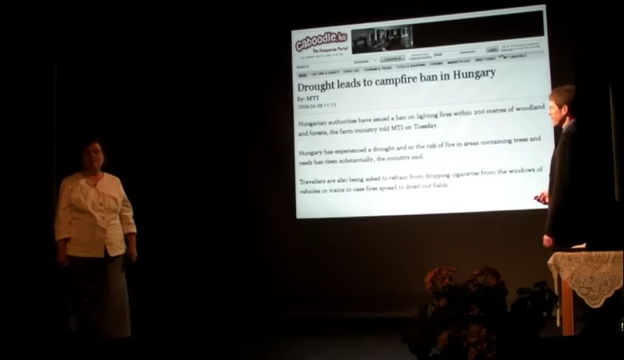 Caboodle.hu
The Hungarian Portal
Drought leads to campfire ban in Hungary
By: MTI
Hungarian authorities have issued a ban on lighting fires within 200 metres of woodland
and forests, the farm ministry told MTI on Tuesday.
Hungary has experienced a drought and so the risk of fire in areas containing trees and
reeds has risen substantially, the ministry said.
Travellers are also being asked to refrain from dropping cigarettes from the windows of
vehicles or trains in case fires spread to dried out fields.